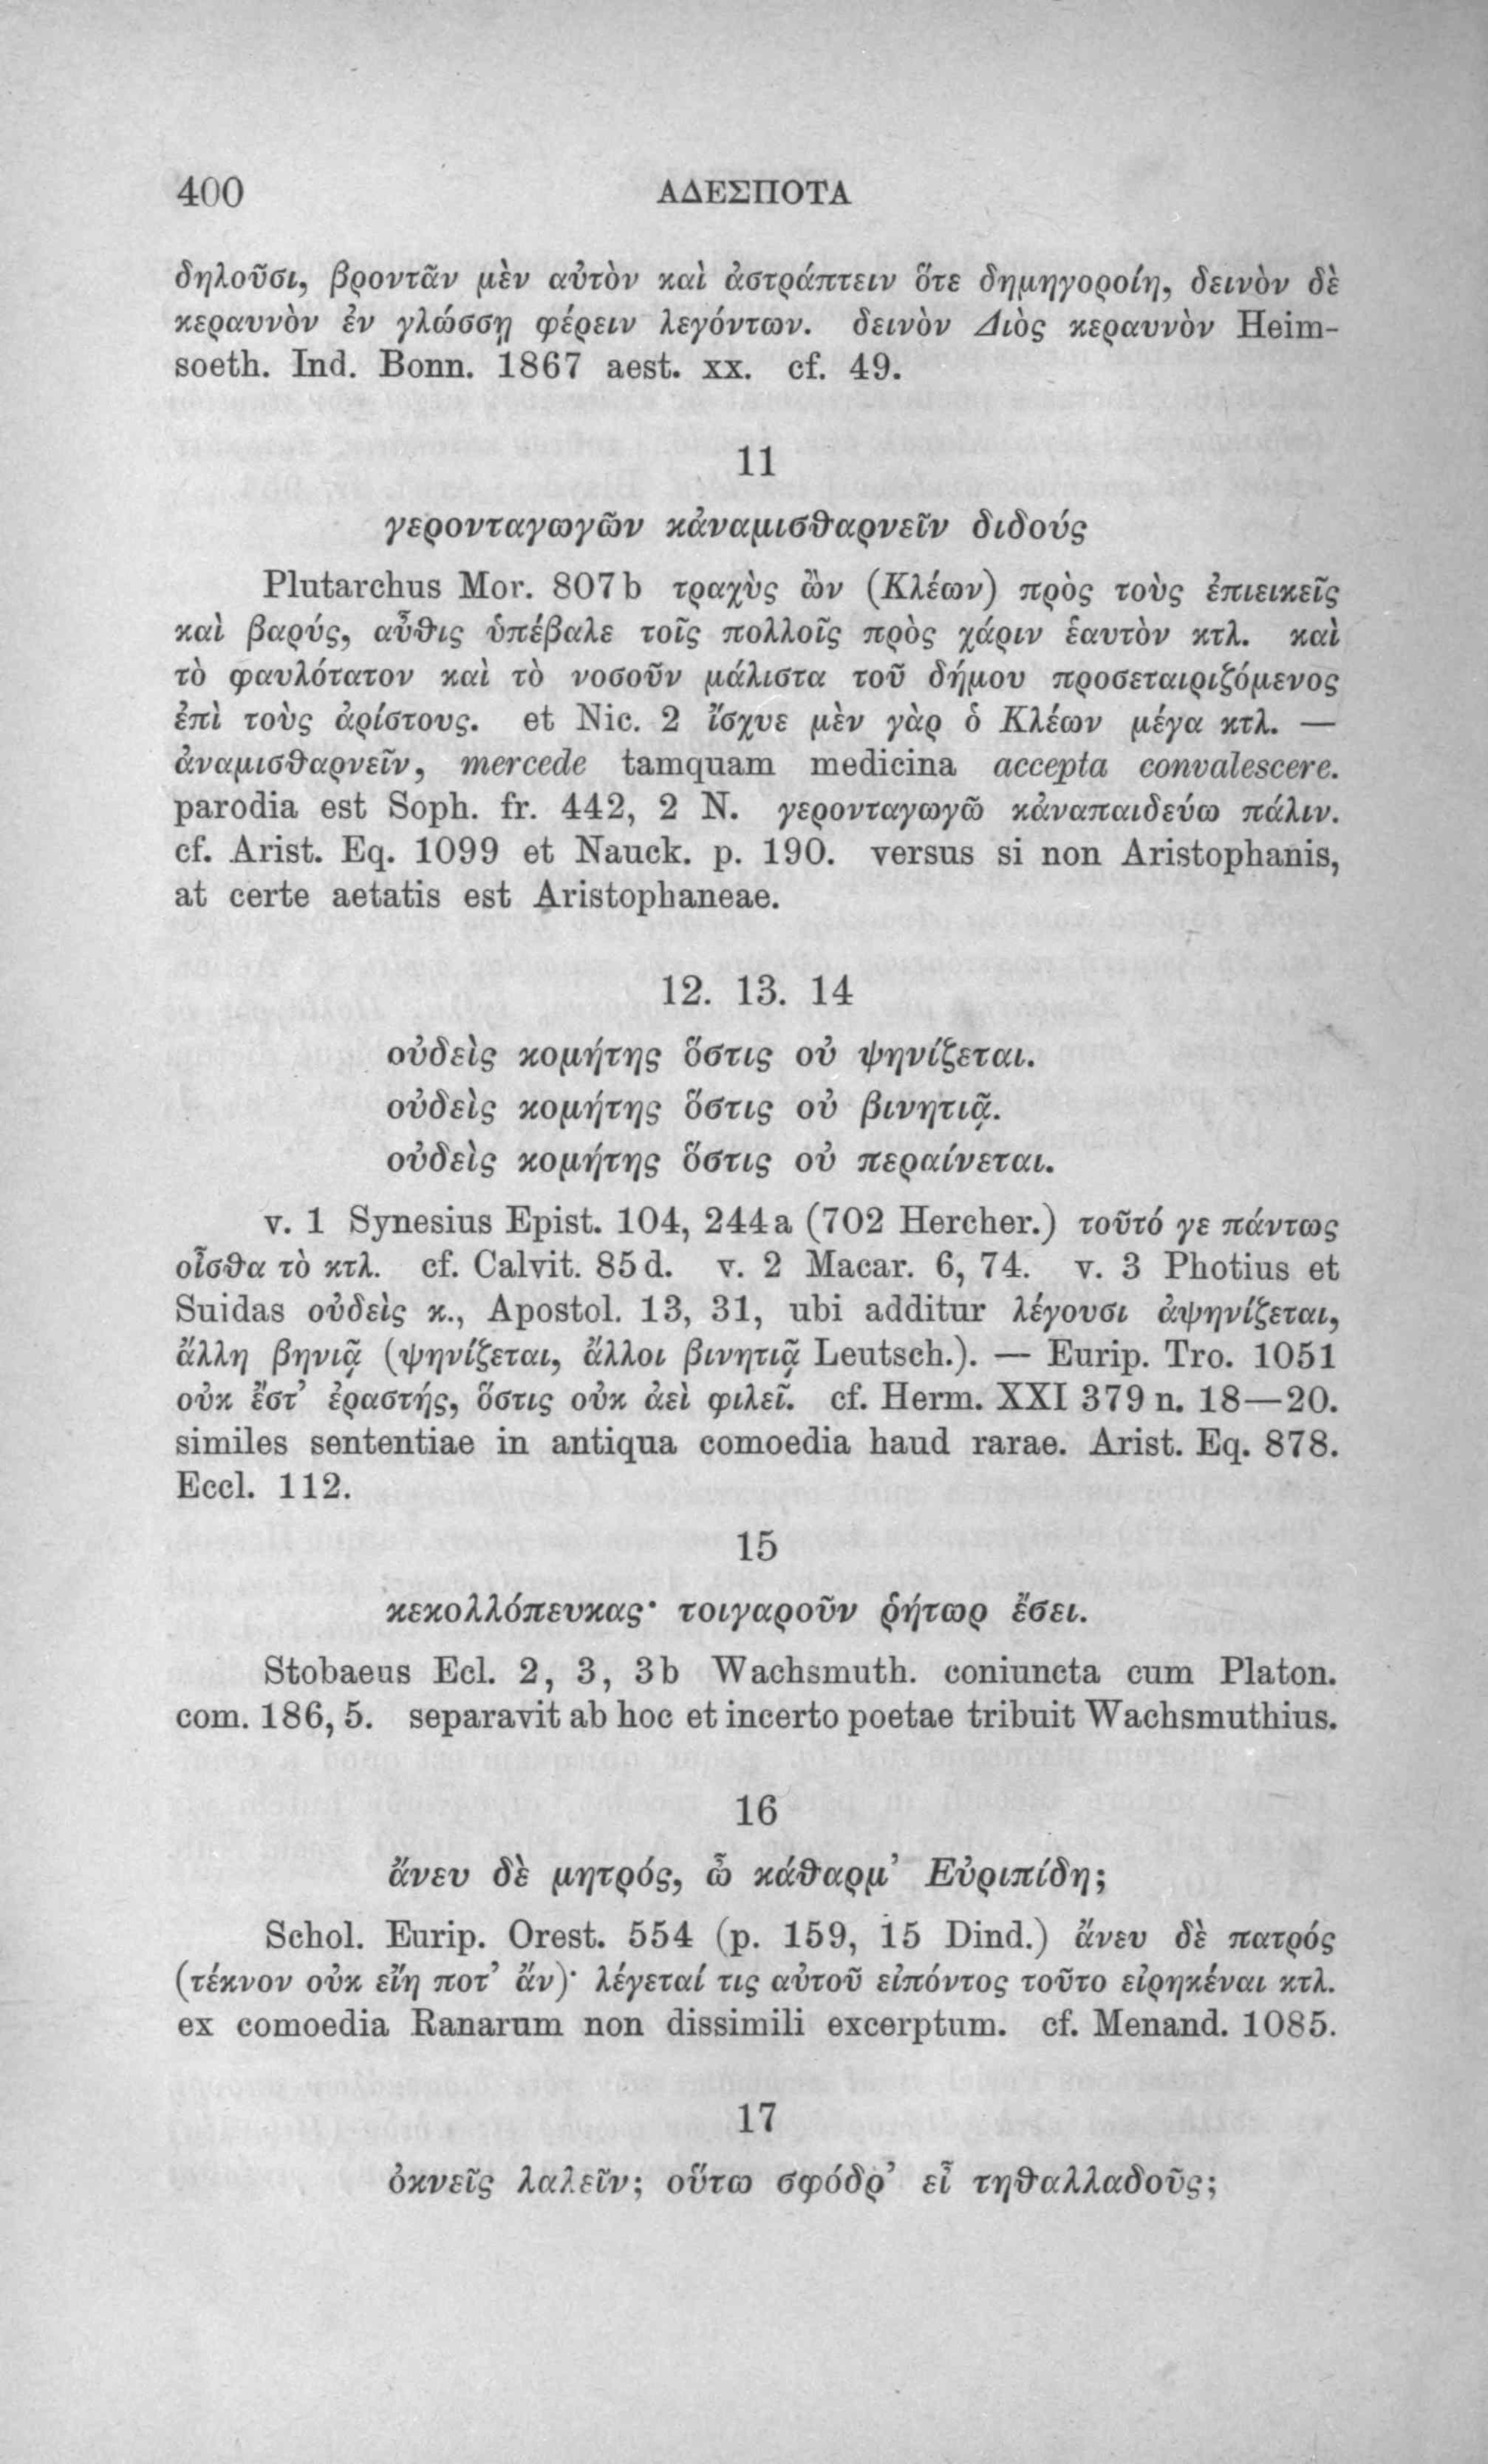 400 ΑΔΕΣΠΟΤΑ
δηλοῦσι, βροντᾶν μὲν αὐτὸν καὶ ἀστράπτειν ὅτε δημηγοροίη, δεινὸν δὲ
κεραυνὸν ἐν γλώσσῃ φέρειν λεγόντων. δεινὸν Διὸς κεραυνὸν Heim-
soeth. Ind. Bonn. 1867 aest. xx. cf. 49.
11
γερονταγωγῶν κἀναμισθαρνεῖν διδούς
Plutarchus Mor. 807b τραχὺς ὢν (Κλέων) πρὸς τοὺς ἐπιεικεῖς
καὶ βαρύς, αὖθις ὑπέβαλε τοῖς πολλοῖς πρὸς χάριν ἑαυτὸν κτλ. καὶ
τὸ φαυλότατον καὶ τὸ νοσοῦν μάλιστα τοῦ δήμου προσεταιριζόμενος
ἐπὶ τοὺς ἀρίστους. et Nic. 2 ἴσχυε μὲν γὰρ ὁ Κλέων μέγα κτλ. —
ἀναμισθαρνεῖν, mercede tamquam medicina accepta convalescere.
parodia est Soph. fr. 442, 2 N. γερονταγωγῶ κἀναπαιδεύω πάλιν.
cf. Arist. Eq. 1099 et Nauck. p. 190. versus si non Aristophanis,
at certe aetatis est Aristophaneae.
12. 13. 14
οὐδεὶς κομήτης ὅστις οὐ ψηνίζεται.
οὐδεὶς κομήτης ὅστις οὐ βινητιᾷ.
οὐδεὶς κομήτης ὅστις οὐ περαίνεται.
v. 1 Synesius Epist. 104, 244a (702 Hercher.) τοῦτό γε πάντως
οἶσθα τὸ κτλ. cf. Calvit. 85d. v. 2 Macar. 6, 74. v. 3 Photius et
Suidas οὐδεὶς κ., Apostol. 13, 31, ubi additur λέγουσι ἀψηνίζεται,
ἄλλη βηνιᾷ (ψηνίζεται, ἄλλοι βινητιᾷ Leutsch.). — Eurip. Tro. 1051
οὐκ ἔστ’ ἐραστής, ὅστις οὐκ ἀεὶ φιλεῖ. cf. Herm. XXI 379 n. 18—20.
similes sententiae in antiqua comoedia haud rarae. Arist. Eq. 878.
Eccl. 112.
15
κεκολλόπευκας· τοιγαροῦν ῥήτωρ ἔσει.
Stobaeus Ecl. 2, 3, 3b Wachsmuth. coniuncta cum Platon.
com. 186, 5. separavit ab hoc et incerto poetae tribuit Wachsmuthius.
16
ἄνευ δὲ μητρός, ὦ κάθαρμ’ Εὐριπίδη;
Schol. Eurip. Orest. 554 (p. 159, 15 Dind.) ἄνευ δὲ πατρός
(τέκνον οὐκ εἴη ποτ’ ἄν)· λέγεταί τις αὐτοῦ εἰπόντος τοῦτο εἰρηκέναι κτλ.
ex comoedia Ranarum non dissimili excerptum. cf. Menand. 1085.
17
ὀκνεῖς λαλεῖν; οὕτω σφόδρ’ εἶ τηθαλλαδοῦς;